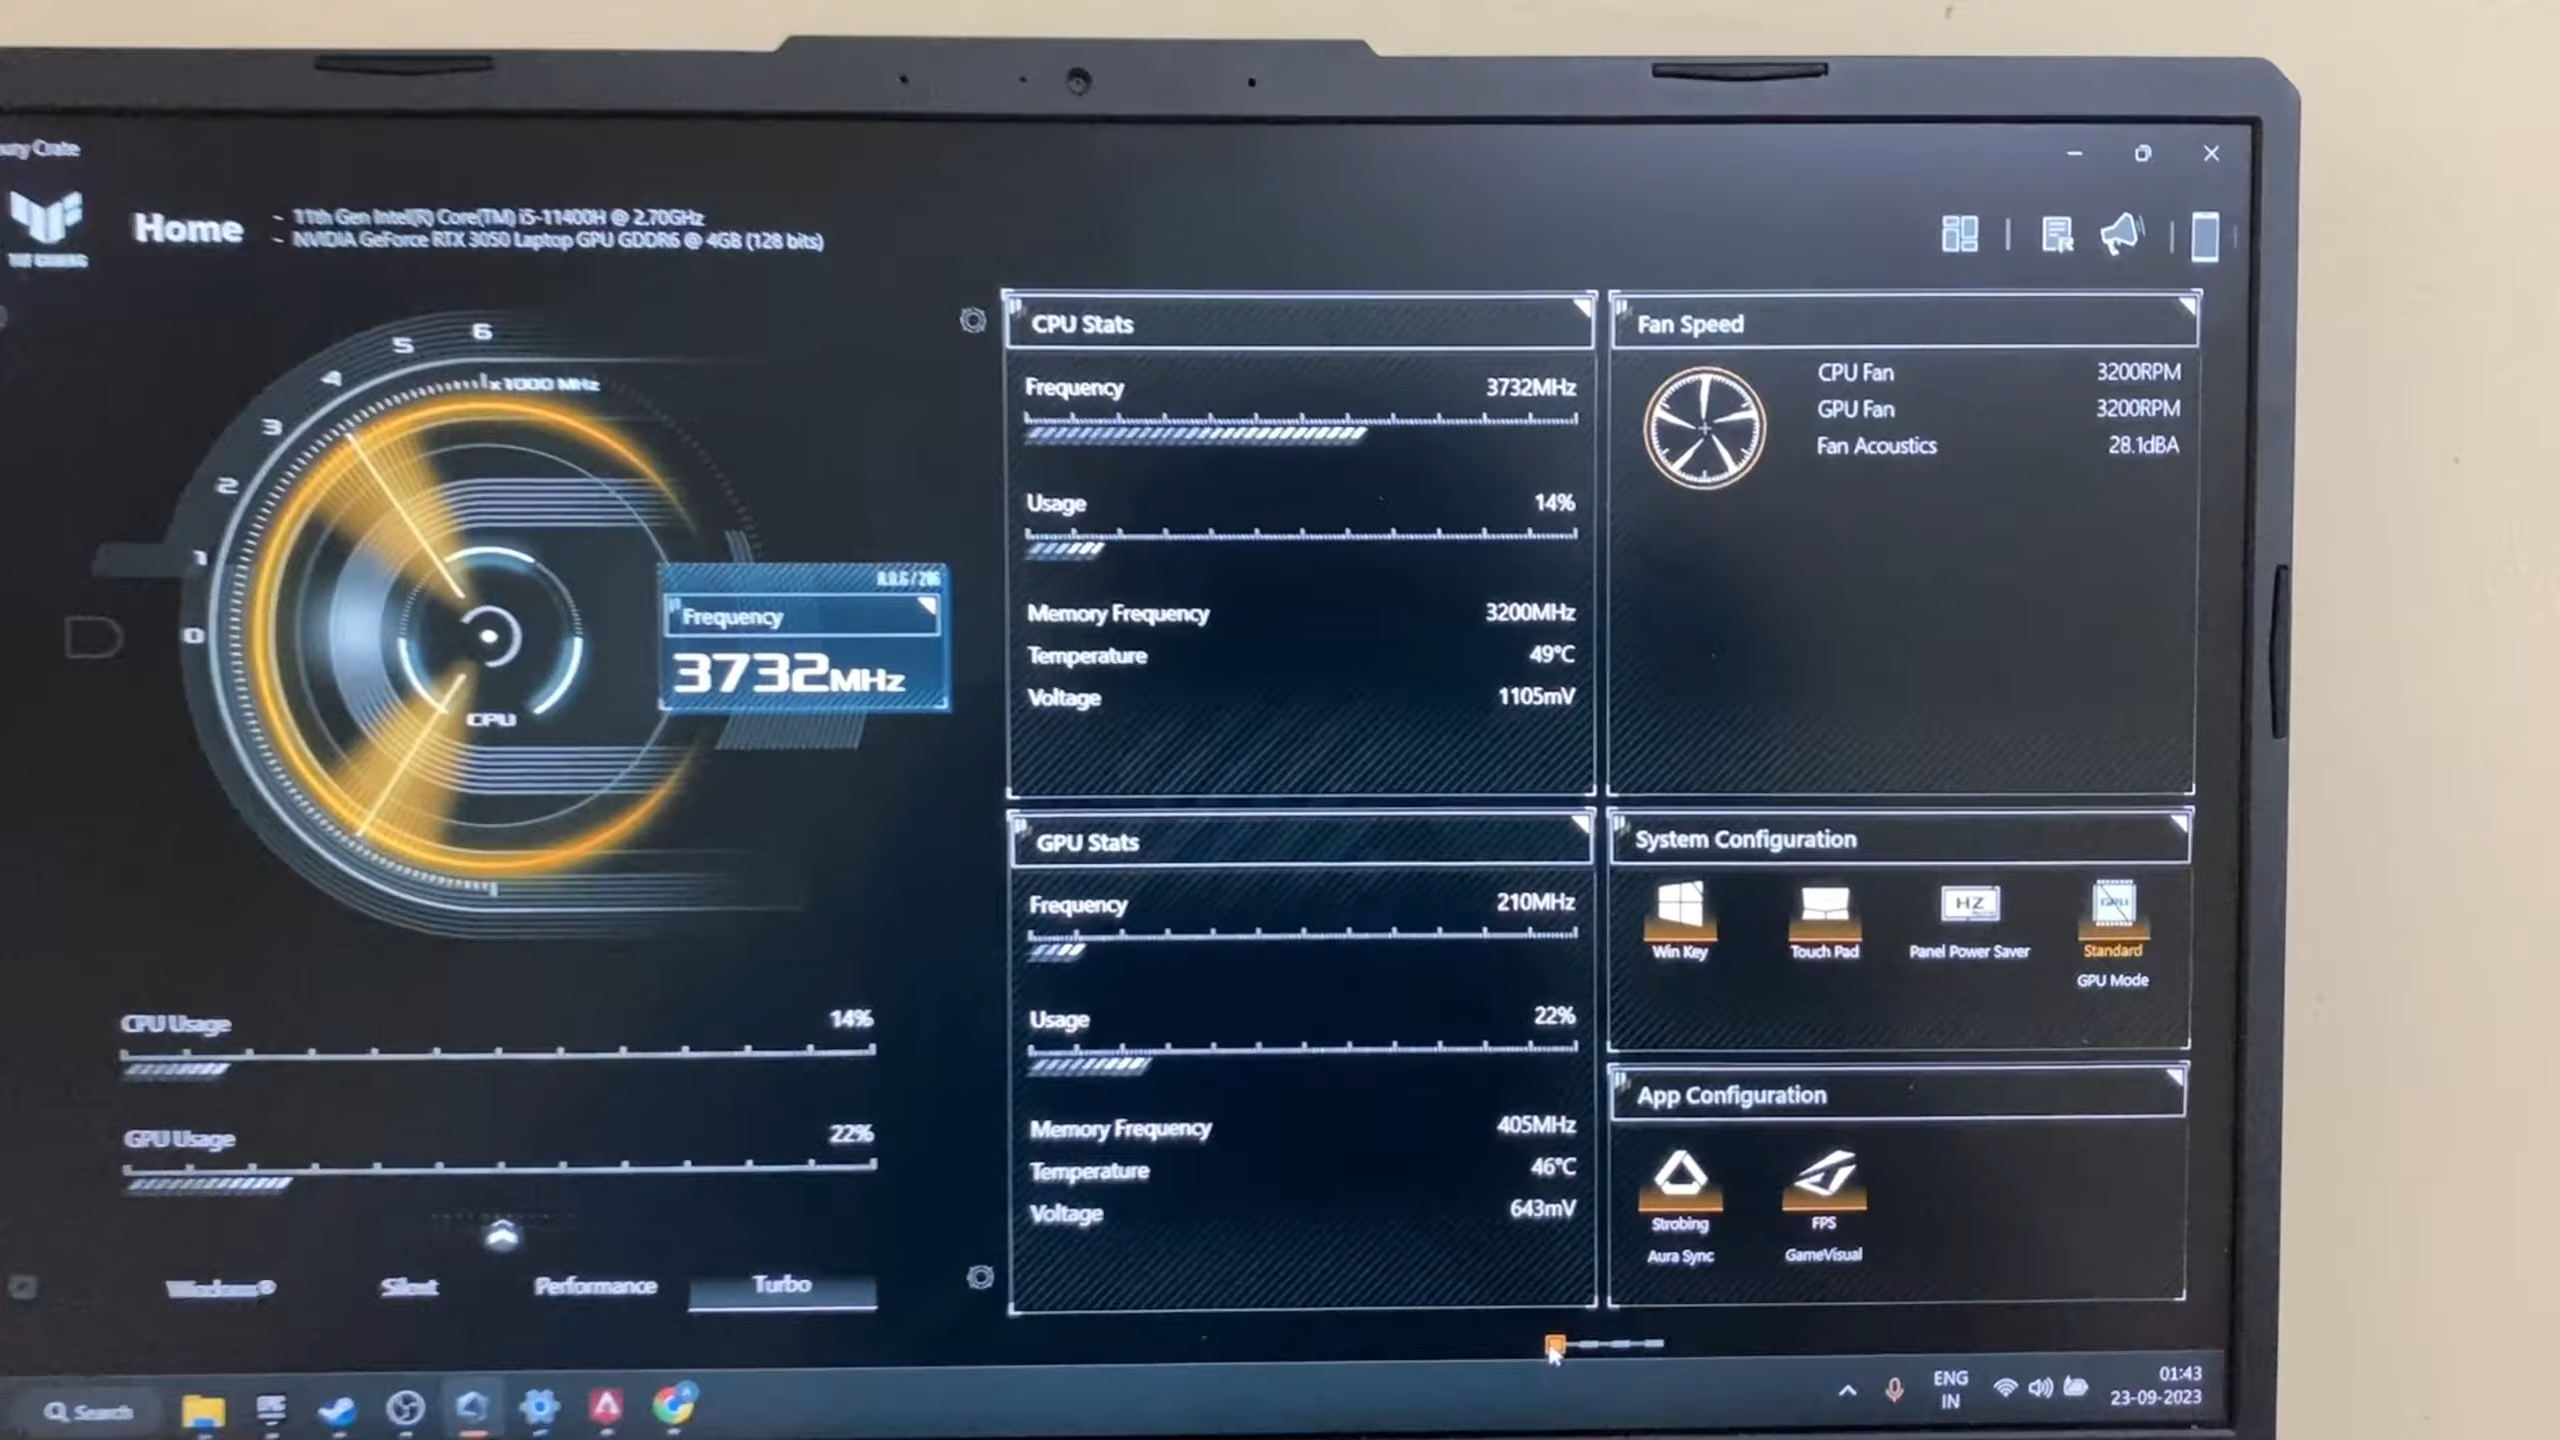 Crate
Home
~ 11th Gen Intel(R) Core(TM) i5-11400H @ 2.70GHz
~ NVIDIA GeForce RTX 3050 Laptop GPU GDDR6 @ 4GB (128 bits)
6
5
4
3
2
1
0
x1000 MHz
CPU
R.O.G / 286
Frequency
3732MHz
CPU Usage 14%
GPU Usage 22%
Windows®
Silent
Performance
Turbo
CPU Stats
Frequency 3732MHz
Usage 14%
Memory Frequency 3200MHz
Temperature 49°C
Voltage 1105mV
GPU Stats
Frequency 210MHz
Usage 22%
Memory Frequency 405MHz
Temperature 46°C
Voltage 643mV
Fan Speed
CPU Fan 3200RPM
GPU Fan 3200RPM
Fan Acoustics 28.1dBA
System Configuration
HZ
GPU
Win Key
Touch Pad
Panel Power Saver
Standard
GPU Mode
App Configuration
Strobing
Aura Sync
FPS
GameVisual
Search
EPIC
ENG
IN
01:43
23-09-2023